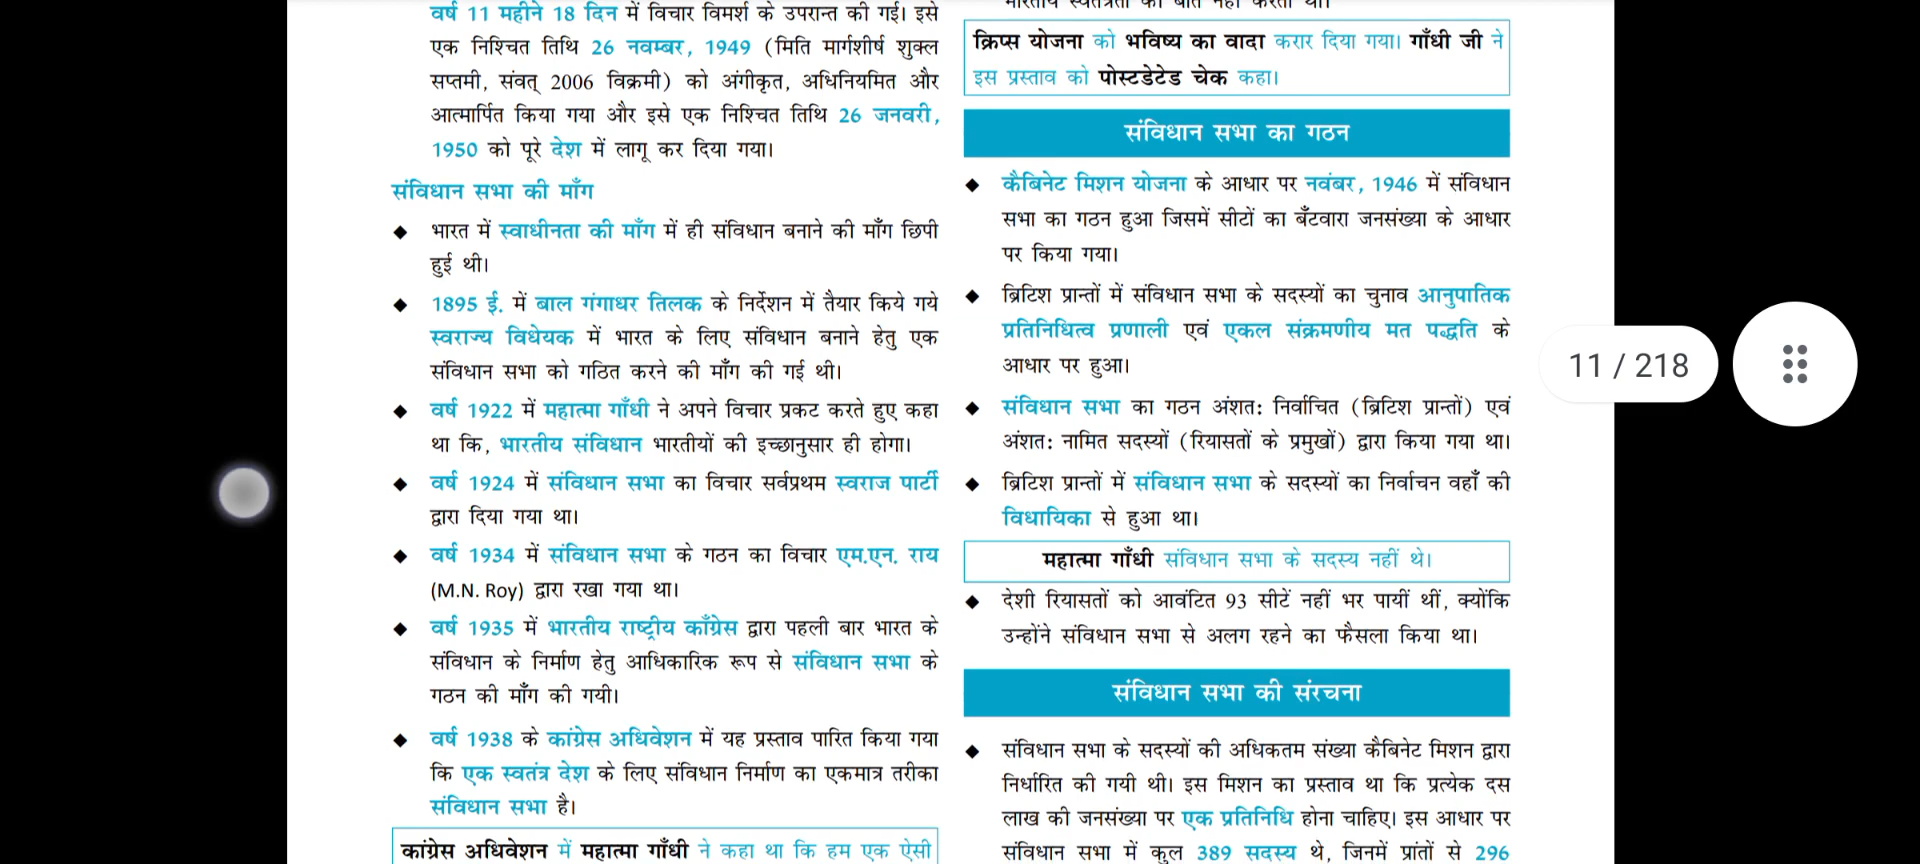 वर्ष 11 महीने 18 दिन में विचार विमर्श के उपरान्त की गई। इसे
एक निश्चित तिथि 26 नवम्बर, 1949 (मिति मार्गशीर्ष शुक्ल
सप्तमी, संवत् 2006 विक्रमी) को अंगीकृत, अधिनियमित और
आत्मार्पित किया गया और इसे एक निश्चित तिथि 26 जनवरी,
1950 को पूरे देश में लागू कर दिया गया।
संविधान सभा की माँग
◆ भारत में स्वाधीनता की माँग में ही संविधान बनाने की माँग छिपी
हुई थी।
◆ 1895 ई. में बाल गंगाधर तिलक के निर्देशन में तैयार किये गये
स्वराज्य विधेयक में भारत के लिए संविधान बनाने हेतु एक
संविधान सभा को गठित करने की माँग की गई थी।
◆ वर्ष 1922 में महात्मा गाँधी ने अपने विचार प्रकट करते हुए कहा
था कि, भारतीय संविधान भारतीयों की इच्छानुसार ही होगा।
◆ वर्ष 1924 में संविधान सभा का विचार सर्वप्रथम स्वराज पार्टी
द्वारा दिया गया था।
◆ वर्ष 1934 में संविधान सभा के गठन का विचार एम.एन. राय
(M.N. Roy) द्वारा रखा गया था।
◆ वर्ष 1935 में भारतीय राष्ट्रीय काँग्रेस द्वारा पहली बार भारत के
संविधान के निर्माण हेतु आधिकारिक रूप से संविधान सभा के
गठन की माँग की गयी।
◆ वर्ष 1938 के कांग्रेस अधिवेशन में यह प्रस्ताव पारित किया गया
कि एक स्वतंत्र देश के लिए संविधान निर्माण का एकमात्र तरीका
संविधान सभा है।
कांग्रेस अधिवेशन में महात्मा गाँधी ने कहा था कि हम एक ऐसी
भारतीय स्वतंत्रता की बात नहीं करता था।
क्रिप्स योजना को भविष्य का वादा करार दिया गया। गाँधी जी ने
इस प्रस्ताव को पोस्टडेटेड चेक कहा।
संविधान सभा का गठन
◆ कैबिनेट मिशन योजना के आधार पर नवंबर, 1946 में संविधान
सभा का गठन हुआ जिसमें सीटों का बँटवारा जनसंख्या के आधार
पर किया गया।
◆ ब्रिटिश प्रान्तों में संविधान सभा के सदस्यों का चुनाव आनुपातिक
प्रतिनिधित्व प्रणाली एवं एकल संक्रमणीय मत पद्धति के
आधार पर हुआ।
◆ संविधान सभा का गठन अंशत: निर्वाचित (ब्रिटिश प्रान्तों) एवं
अंशत: नामित सदस्यों (रियासतों के प्रमुखों) द्वारा किया गया था।
◆ ब्रिटिश प्रान्तों में संविधान सभा के सदस्यों का निर्वाचन वहाँ की
विधायिका से हुआ था।
महात्मा गाँधी संविधान सभा के सदस्य नहीं थे।
◆ देशी रियासतों को आवंटित 93 सीटें नहीं भर पायीं थीं, क्योंकि
उन्होंने संविधान सभा से अलग रहने का फैसला किया था।
संविधान सभा की संरचना
◆ संविधान सभा के सदस्यों की अधिकतम संख्या कैबिनेट मिशन द्वारा
निर्धारित की गयी थी। इस मिशन का प्रस्ताव था कि प्रत्येक दस
लाख की जनसंख्या पर एक प्रतिनिधि होना चाहिए। इस आधार पर
संविधान सभा में कुल 389 सदस्य थे, जिनमें प्रांतों से 296
11 / 218